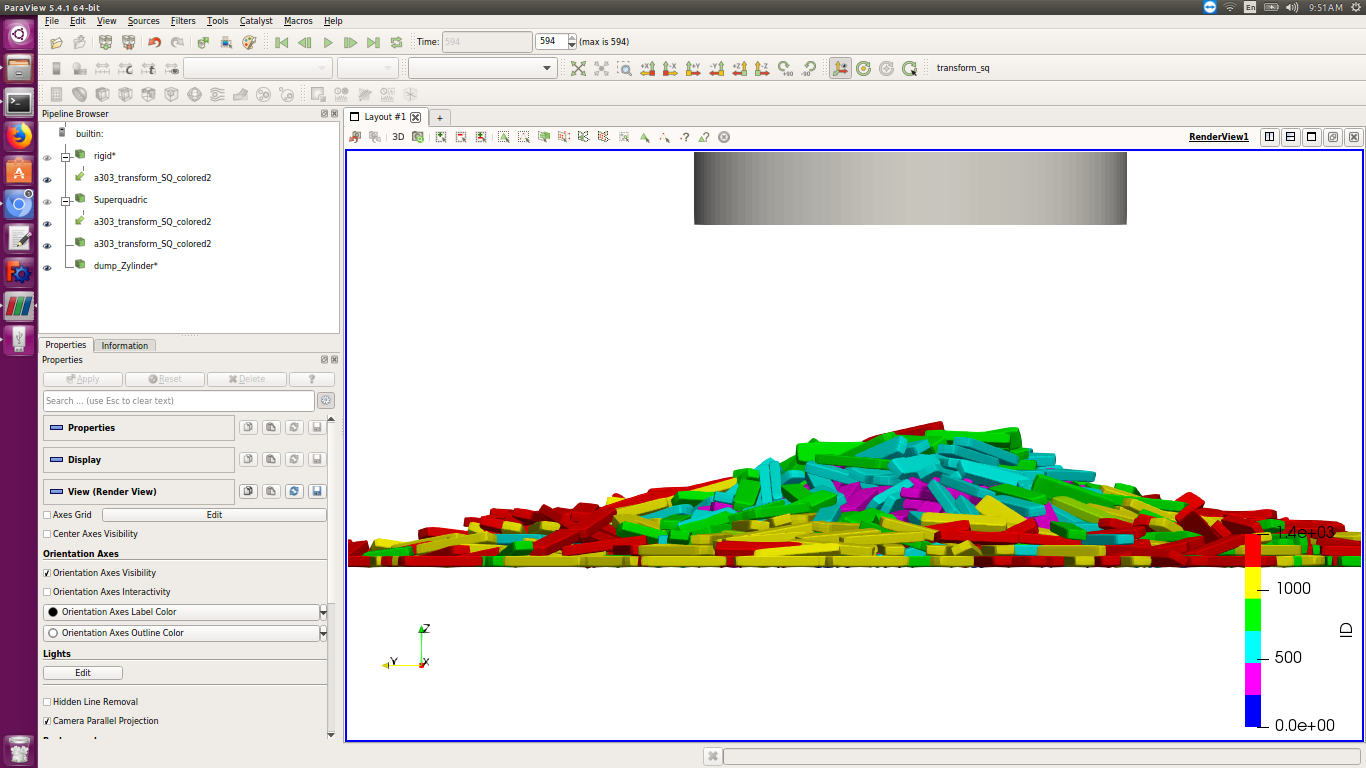 ParaView 5.4.1 64-bit
En
9:51AM
File Edit View Sources Filters Tools Catalyst Macros Help
Time: 594 594 (max is 594)
+X -X +Y -Y +Z -Z +90 -90 transform_sq
Pipeline Browser
builtin:
rigid*
a303_transform_SQ_colored2
Superquadric
a303_transform_SQ_colored2
a303_transform_SQ_colored2
dump_Zylinder*
Properties Information
Properties
Apply Reset Delete ?
Search ... (use Esc to clear text)
Properties
Display
View (Render View)
Axes Grid Edit
Center Axes Visibility
Orientation Axes
Orientation Axes Visibility
Orientation Axes Interactivity
Orientation Axes Label Color
Orientation Axes Outline Color
Lights
Edit
Hidden Line Removal
Camera Parallel Projection
Layout #1 +
3D ? ? RenderView1
1.4e+03
1000
ID
500
0.0e+00
Z
Y X